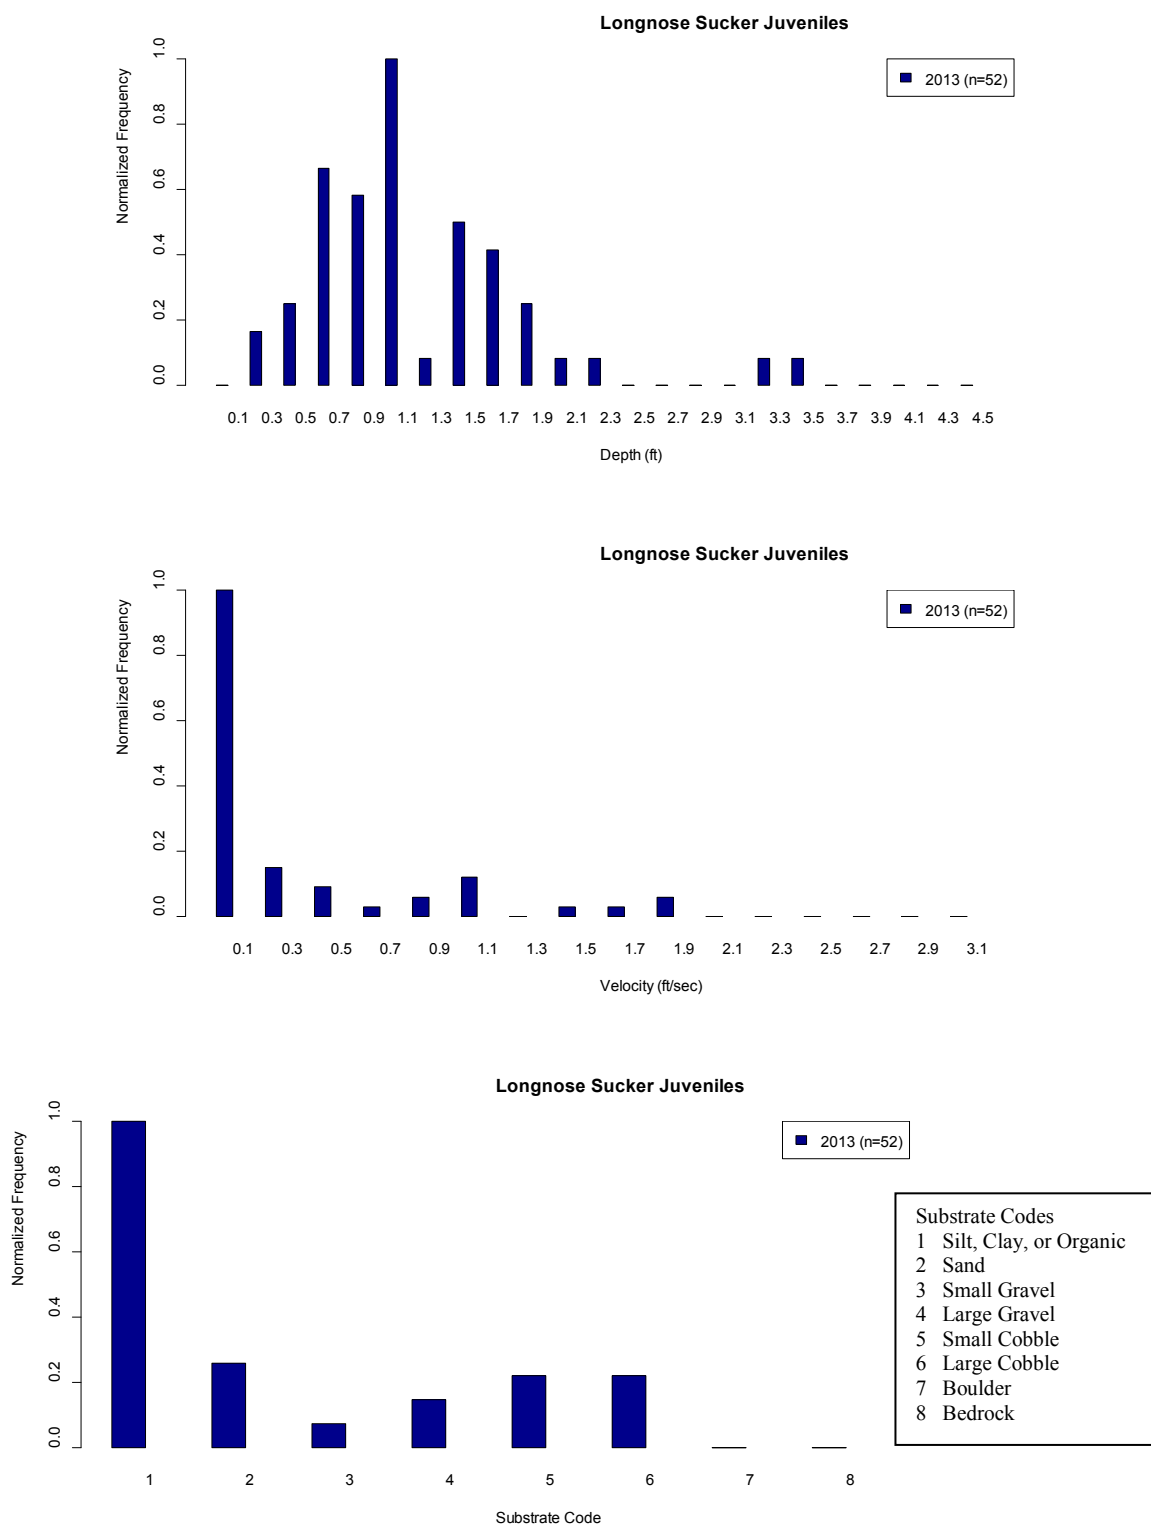 Longnose Sucker Juveniles
2013 (n=52)
Normalized Frequency
1.0
0.8
0.6
0.4
0.2
0.0
0.1 0.3 0.5 0.7 0.9 1.1 1.3 1.5 1.7 1.9 2.1 2.3 2.5 2.7 2.9 3.1 3.3 3.5 3.7 3.9 4.1 4.3 4.5
Depth (ft)
Longnose Sucker Juveniles
2013 (n=52)
Normalized Frequency
1.0
0.8
0.6
0.4
0.2
0.0
0.1 0.3 0.5 0.7 0.9 1.1 1.3 1.5 1.7 1.9 2.1 2.3 2.5 2.7 2.9 3.1
Velocity (ft/sec)
Longnose Sucker Juveniles
2013 (n=52)
Normalized Frequency
1.0
0.8
0.6
0.4
0.2
0.0
1 2 3 4 5 6 7 8
Substrate Code
Substrate Codes
1 Silt, Clay, or Organic
2 Sand
3 Small Gravel
4 Large Gravel
5 Small Cobble
6 Large Cobble
7 Boulder
8 Bedrock